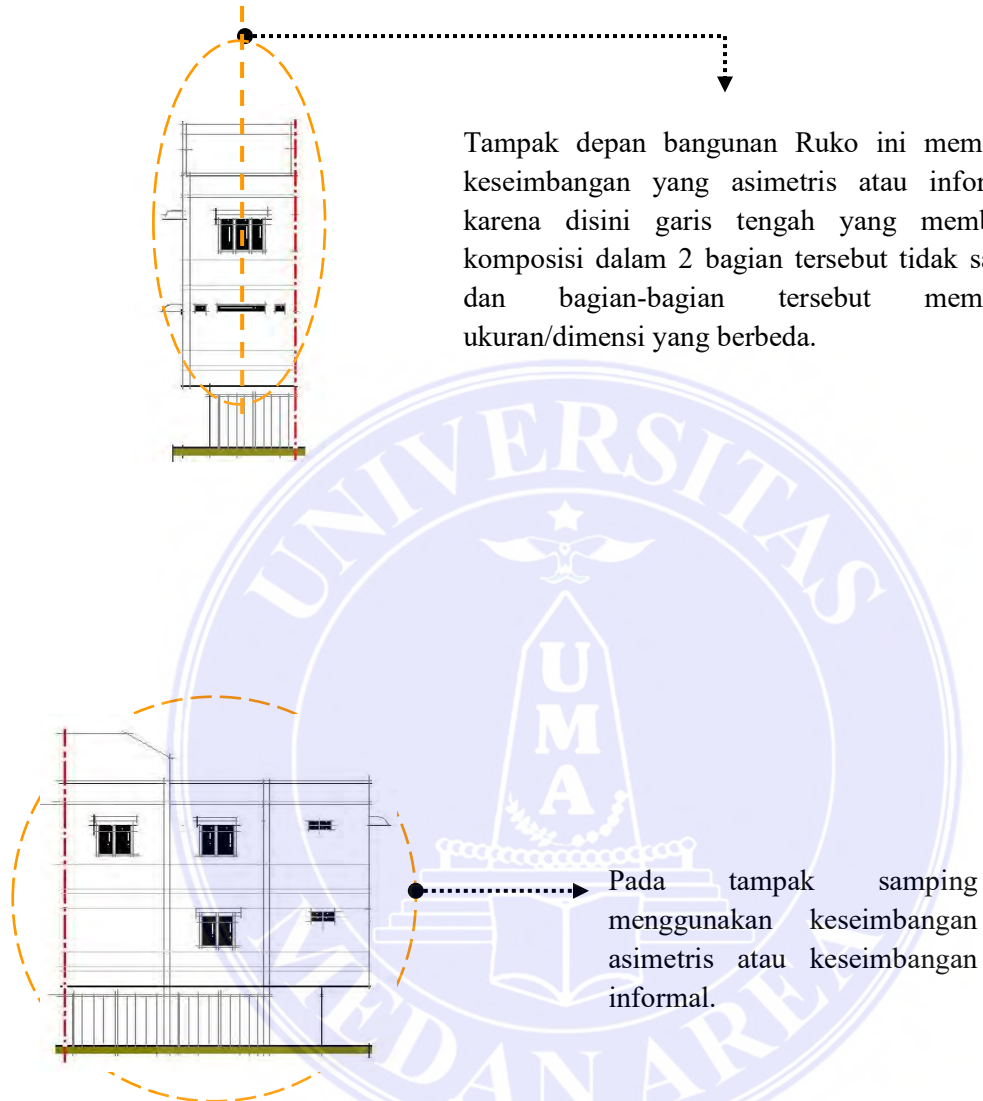 Tampak depan bangunan Ruko ini mem
keseimbangan yang asimetris atau infor
karena disini garis tengah yang memb
komposisi dalam 2 bagian tersebut tidak sa
dan bagian-bagian tersebut mem
ukuran/dimensi yang berbeda.
UNIVERSITAS
UMA
Pada tampak samping
menggunakan keseimbangan
asimetris atau keseimbangan
informal.
MEDAN AREA